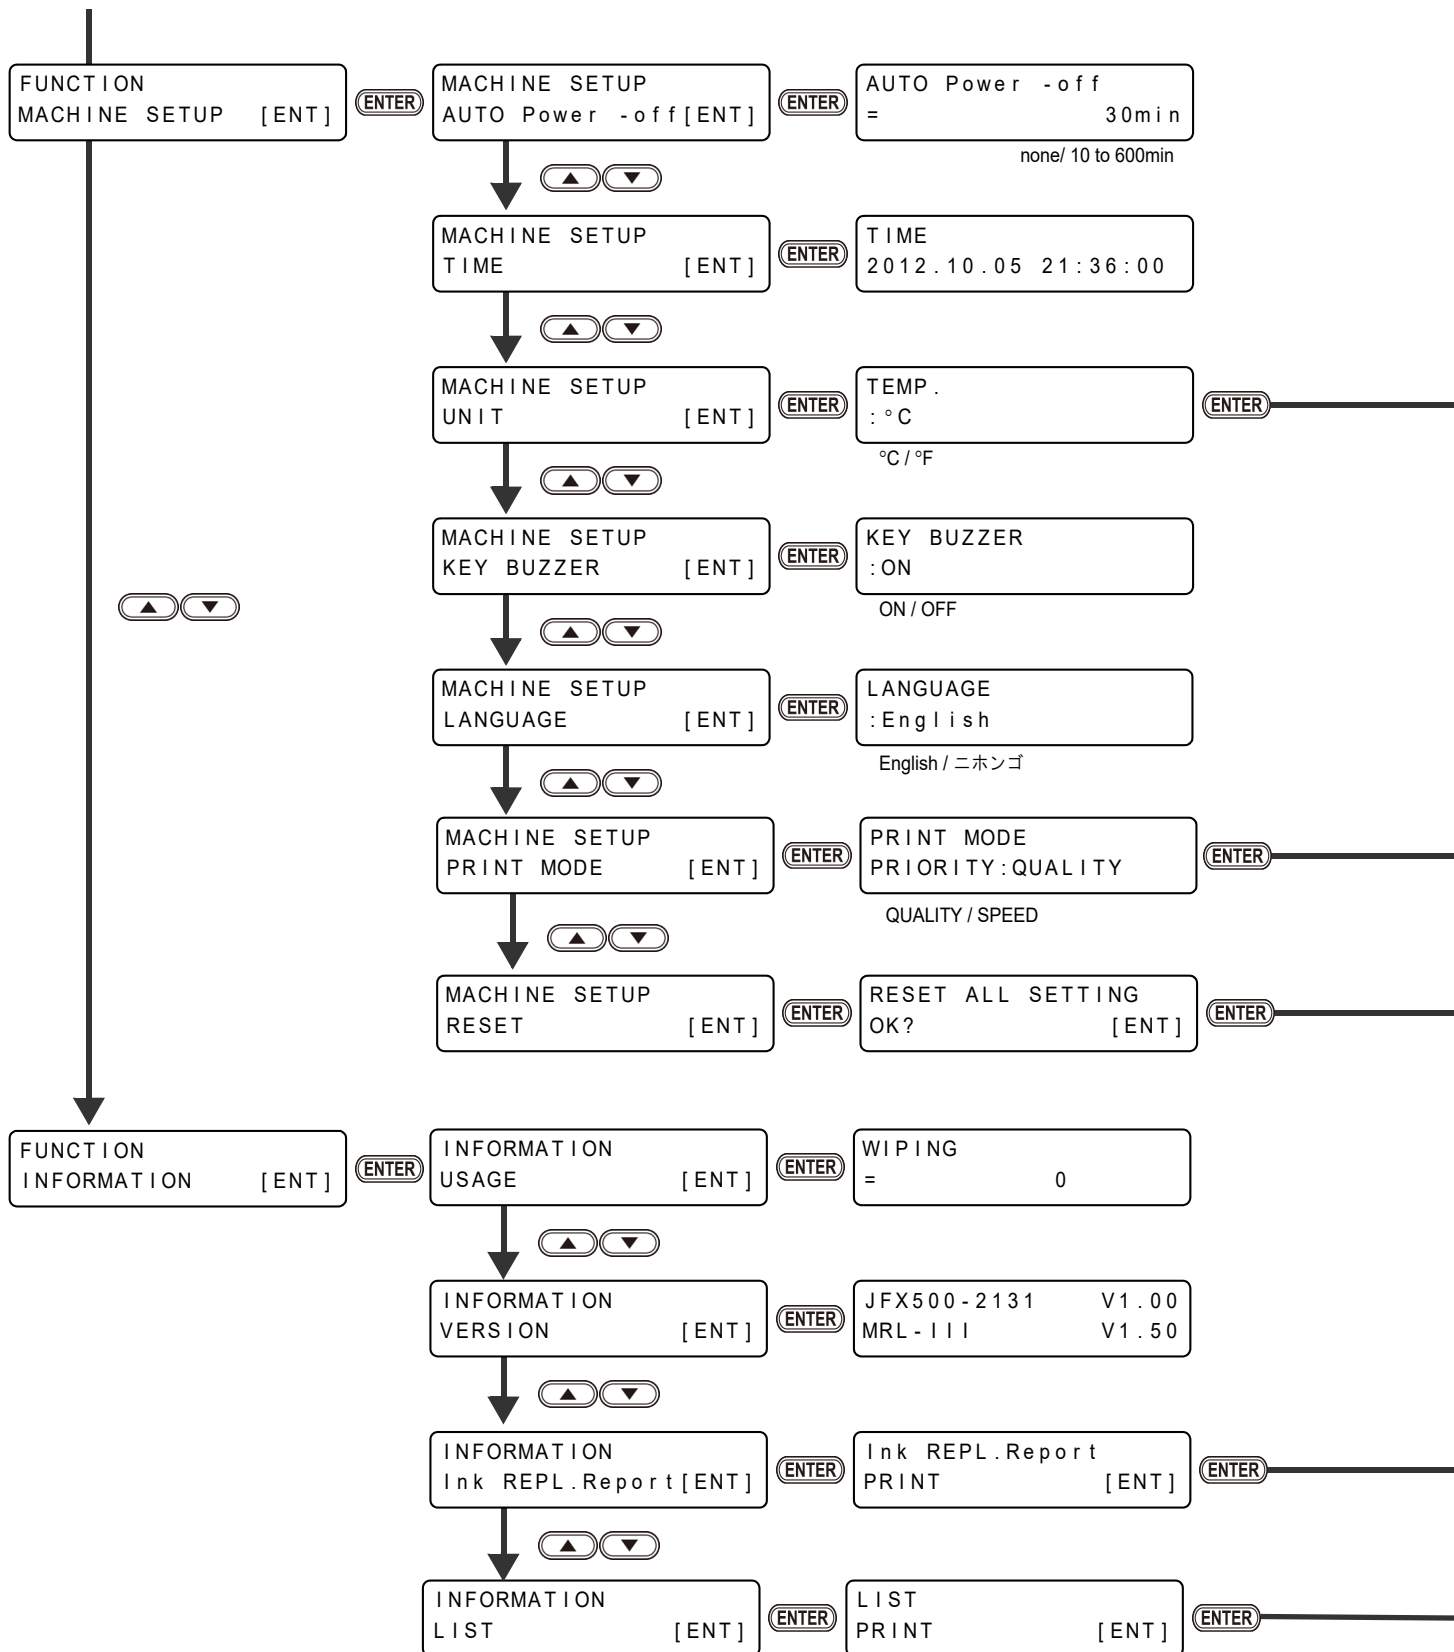 FUNCTION
MACHINE SETUP [ENT]
ENTER
MACHINE SETUP
AUTO Power -off[ENT]
ENTER
AUTO Power -off
= 30min
none/ 10 to 600min
MACHINE SETUP
TIME [ENT]
ENTER
TIME
2012.10.05 21:36:00
MACHINE SETUP
UNIT [ENT]
ENTER
TEMP.
:°C
°C / °F
ENTER
MACHINE SETUP
KEY BUZZER [ENT]
ENTER
KEY BUZZER
:ON
ON / OFF
MACHINE SETUP
LANGUAGE [ENT]
ENTER
LANGUAGE
:English
English / ニホンゴ
MACHINE SETUP
PRINT MODE [ENT]
ENTER
PRINT MODE
PRIORITY:QUALITY
QUALITY / SPEED
ENTER
MACHINE SETUP
RESET [ENT]
ENTER
RESET ALL SETTING
OK? [ENT]
ENTER
FUNCTION
INFORMATION [ENT]
ENTER
INFORMATION
USAGE [ENT]
ENTER
WIPING
= 0
INFORMATION
VERSION [ENT]
ENTER
JFX500-2131 V1.00
MRL-III V1.50
INFORMATION
Ink REPL.Report[ENT]
ENTER
Ink REPL.Report
PRINT [ENT]
ENTER
INFORMATION
LIST [ENT]
ENTER
LIST
PRINT [ENT]
ENTER